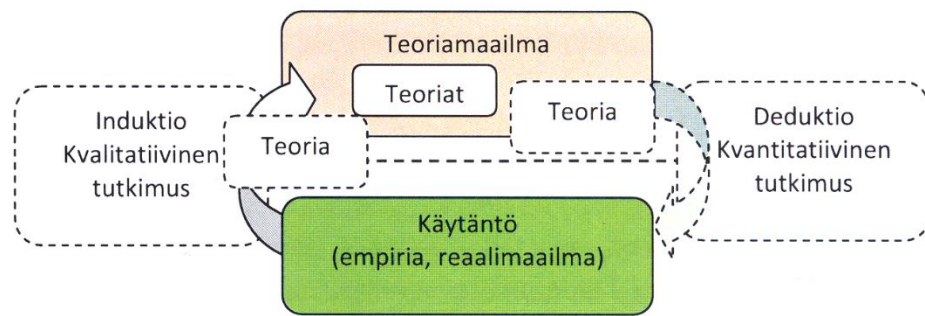 Teoriamaailma
Teoriat
Teoria
Induktio
Kvalitatiivinen
tutkimus
Teoria
Deduktio
Kvantitatiivinen
tutkimus
Käytäntö
(empiria, reaalimaailma)